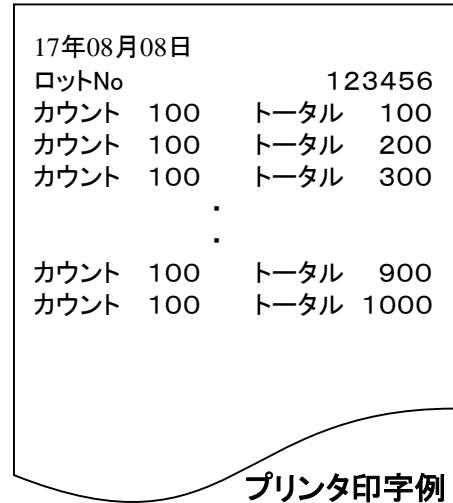 17年08月08日
ロットNo 123456
カウント 100 トータル 100
カウント 100 トータル 200
カウント 100 トータル 300
・
・
カウント 100 トータル 900
カウント 100 トータル 1000
プリンタ印字例